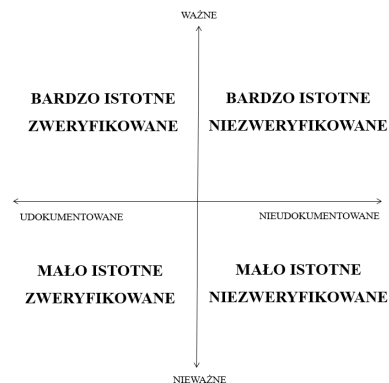 WAŻNE
BARDZO ISTOTNE
ZWERYFIKOWANE
BARDZO ISTOTNE
NIEZWERYFIKOWANE
UDOKUMENTOWANE
NIEUDOKUMENTOWANE
MAŁO ISTOTNE
ZWERYFIKOWANE
MAŁO ISTOTNE
NIEZWERYFIKOWANE
NIEWAŻNE